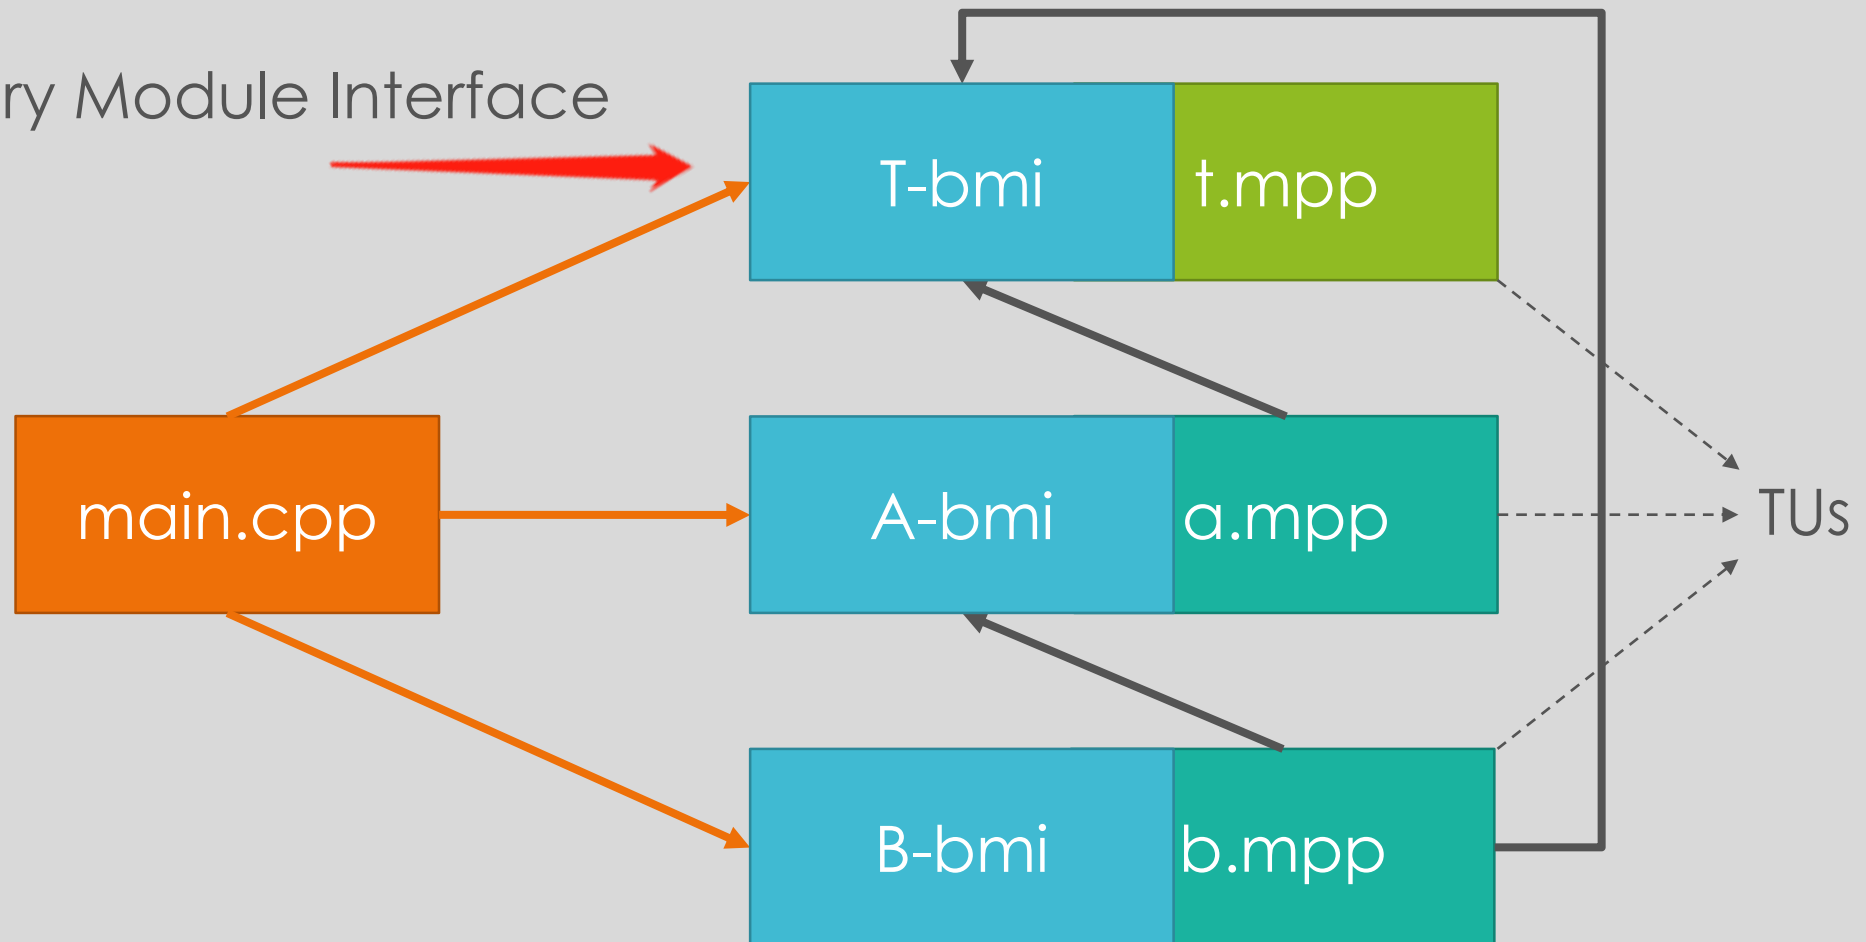 ry Module Interface
T-bmi t.mpp
main.cpp A-bmi a.mpp TUs
B-bmi b.mpp